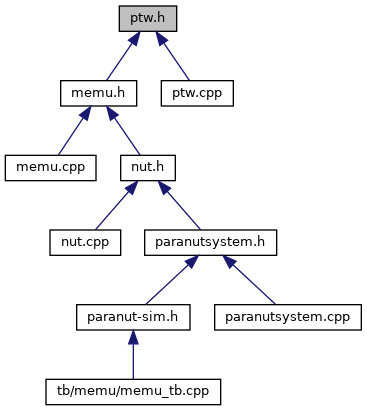 ptw.h
memu.h
ptw.cpp
memu.cpp
nut.h
nut.cpp
paranutsystem.h
paranut-sim.h
paranutsystem.cpp
tb/memu/memu_tb.cpp